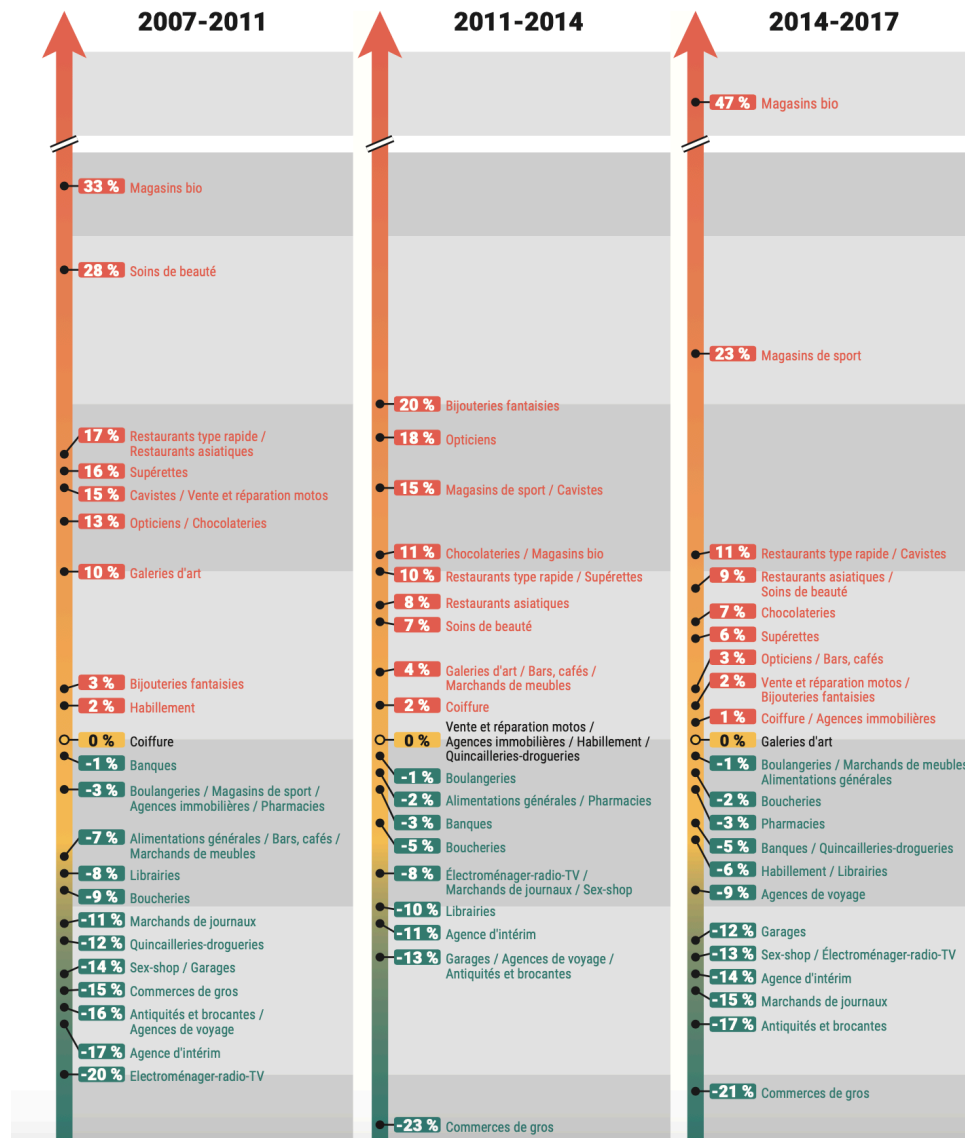 2007-2011
33 % Magasins bio
28 % Soins de beauté
17 % Restaurants type rapide /
Restaurants asiatiques
16 % Supérettes
15 % Cavistes / Vente et réparation motos
13 % Opticiens / Chocolateries
10 % Galeries d'art
3 % Bijouteries fantaisies
2 % Habillement
0 % Coiffure
-1 % Banques
-3 % Boulangeries / Magasins de sport /
Agences immobilières / Pharmacies
-7 % Alimentations générales / Bars, cafés /
Marchands de meubles
-8 % Librairies
-9 % Boucheries
-11 % Marchands de journaux
-12 % Quincailleries-drogueries
-14 % Sex-shop / Garages
-15 % Commerces de gros
-16 % Antiquités et brocantes /
Agences de voyage
-17 % Agence d'intérim
-20 % Electroménager-radio-TV
2011-2014
20 % Bijouteries fantaisies
18 % Opticiens
15 % Magasins de sport / Cavistes
11 % Chocolateries / Magasins bio
10 % Restaurants type rapide / Supérettes
8 % Restaurants asiatiques
7 % Soins de beauté
4 % Galeries d'art / Bars, cafés /
Marchands de meubles
2 % Coiffure
Vente et réparation motos /
0 % Agences immobilières / Habillement /
Quincailleries-drogueries
-1 % Boulangeries
-2 % Alimentations générales / Pharmacies
-3 % Banques
-5 % Boucheries
-8 % Électroménager-radio-TV /
Marchands de journaux / Sex-shop
-10 % Librairies
-11 % Agence d'intérim
-13 % Garages / Agences de voyage /
Antiquités et brocantes
-23 % Commerces de gros
2014-2017
47 % Magasins bio
23 % Magasins de sport
11 % Restaurants type rapide / Cavistes
9 % Restaurants asiatiques /
Soins de beauté
7 % Chocolateries
6 % Supérettes
3 % Opticiens / Bars, cafés
2 % Vente et réparation motos /
Bijouteries fantaisies
1 % Coiffure / Agences immobilières
0 % Galeries d'art
-1 % Boulangeries / Marchands de meubles
Alimentations générales
-2 % Boucheries
-3 % Pharmacies
-5 % Banques / Quincailleries-drogueries
-6 % Habillement / Librairies
-9 % Agences de voyage
-12 % Garages
-13 % Sex-shop / Électroménager-radio-TV
-14 % Agence d'intérim
-15 % Marchands de journaux
-17 % Antiquités et brocantes
-21 % Commerces de gros